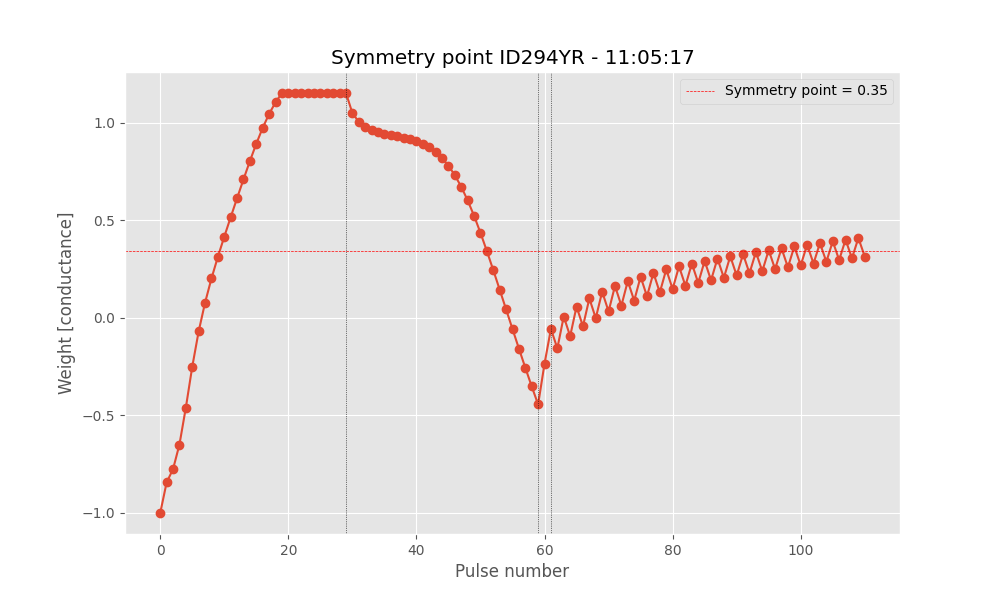 Symmetry point ID294YR - 11:05:17
Symmetry point = 0.35
1.0
0.5
0.0
−0.5
−1.0
Weight [conductance]
0
20
40
60
80
100
Pulse number